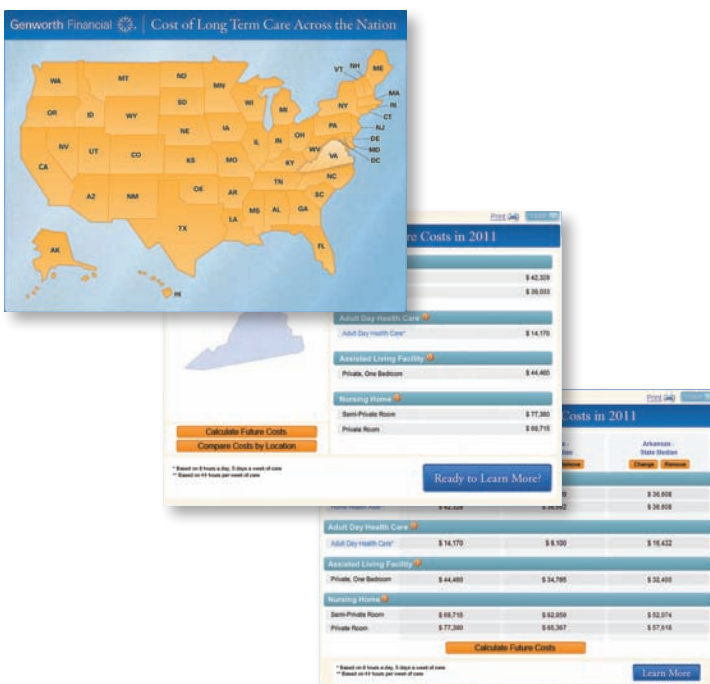 Genworth Financial | Cost of Long Term Care Across the Nation
WA
MT
ND
MN
VT
NH
ME
OR
ID
WY
SD
WI
MI
NY
MA
RI
CT
NJ
DE
MD
DC
NV
UT
CO
NE
IA
IL
IN
OH
PA
WV
VA
CA
KS
MO
KY
NC
AZ
NM
OK
AR
TN
SC
TX
LA
MS
AL
GA
FL
AK
HI
Print
Costs in 2011
$ 42,328
Adult Day Health Care
Adult Day Health Care* $ 14,170
Assisted Living Facility
Private, One Bedroom
Nursing Home
Semi-Private Room $ 77,380
Private Room $ 69,715
Calculate Future Costs
Compare Costs by Location
* Based on 8 hours a day, 5 days a week of care
** Based on 44 hours per week of care
Ready to Learn More?
Print
Costs in 2011
Arkansas -
State Median
Change Remove
$ 36,608
$ 36,608
Adult Day Health Care
Adult Day Health Care* $ 14,170 $ 9,100 $ 16,432
Assisted Living Facility
Private, One Bedroom $ 34,785 $ 32,400
Nursing Home
Semi-Private Room $ 69,715 $ 62,050 $ 52,074
Private Room $ 77,380 $ 65,367 $ 57,518
Calculate Future Costs
* Based on 8 hours a day, 5 days a week of care
** Based on 44 hours per week of care
Learn More